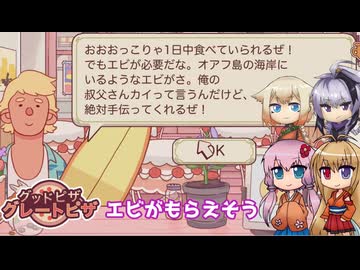 おおおっこりゃ1日中食べていられるぜ！
でもエビが必要だな。オアフ島の海岸に
いるようなエビがさ。俺の
叔父さんカイって言うんだけど、
絶対手伝ってくれるぜ！
んK
グッドピザ
グレートピザ
エビがもらえそう